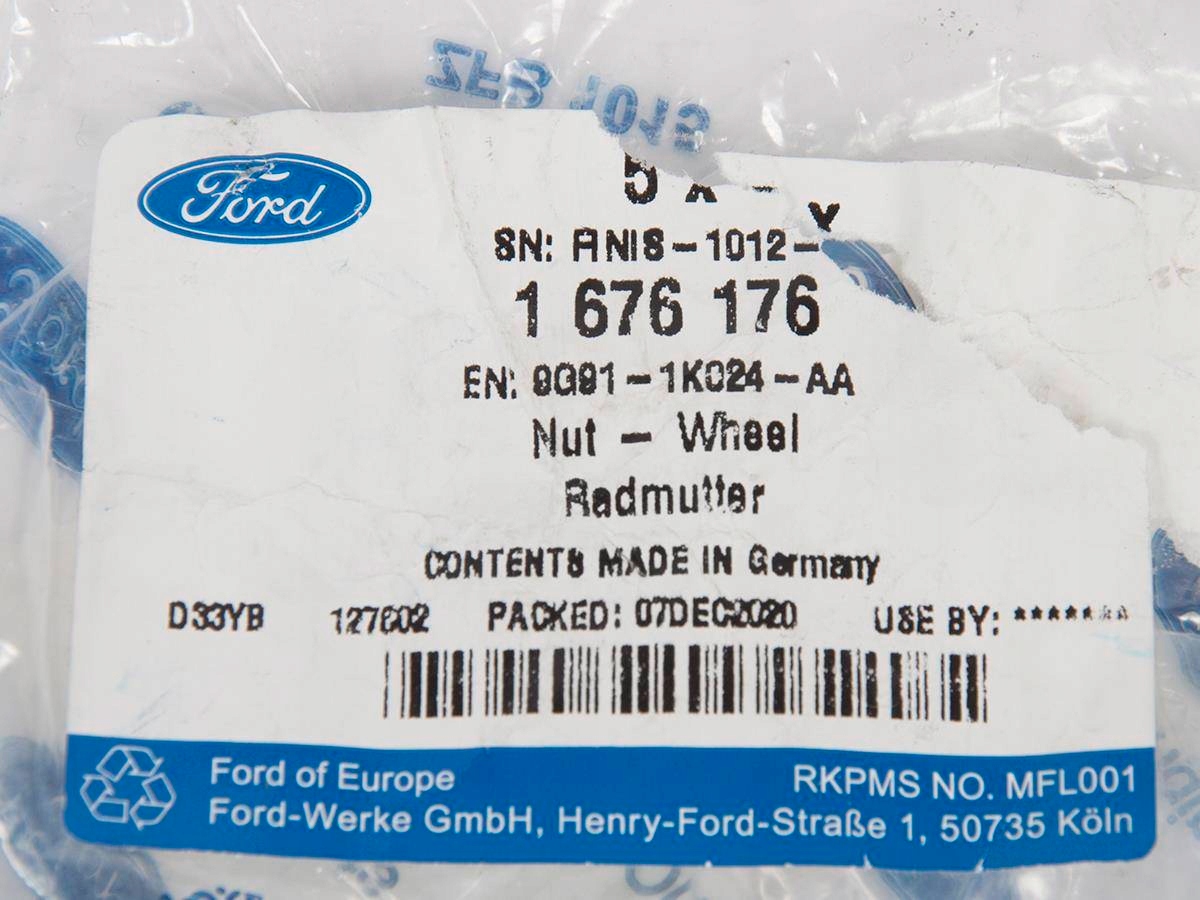 ZFS 1015
Ford
5 x -
SN: ANIS-1012-
1 676 176
EN: 9G91-1K024-AA
Nut - Wheel
Radmutter
CONTENTS MADE IN Germany
D33YB 127602 PACKED: 07DEC2020 USE BY: *******
Ford of Europe RKPMS NO. MFL001
Ford-Werke GmbH, Henry-Ford-Straße 1, 50735 Köln